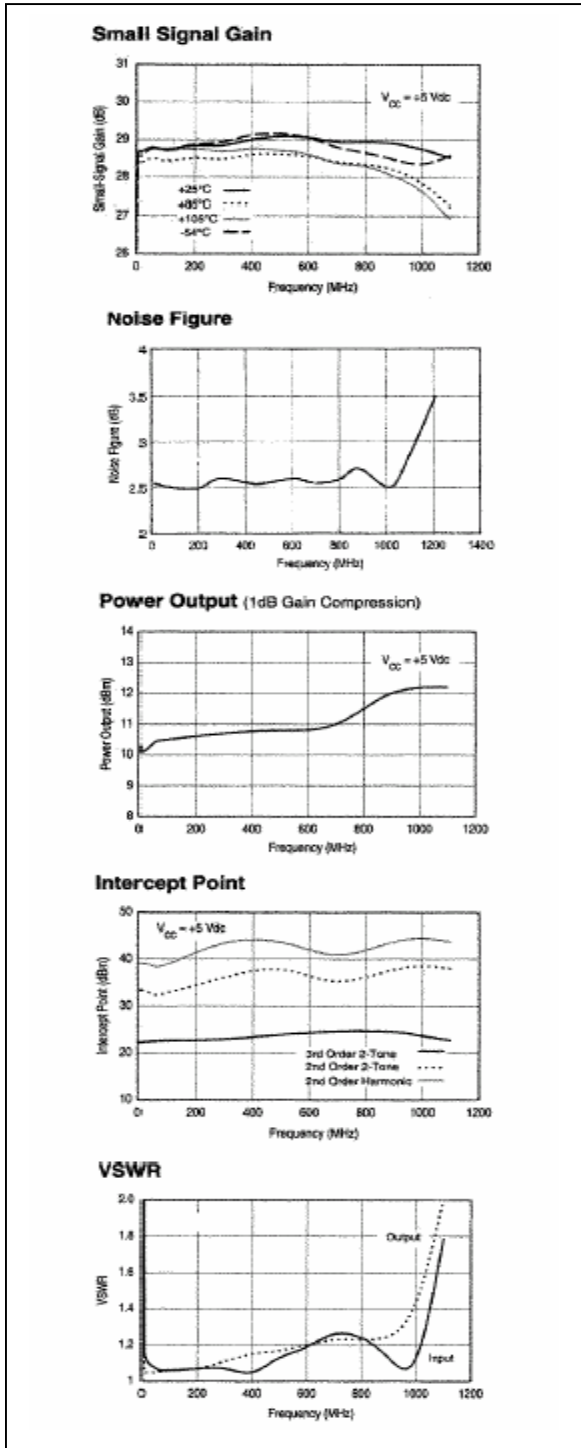 Small Signal Gain
31
30
29
28
27
26
Small-Signal Gain (dB)
VCC = +5 Vdc
+25°C
+85°C
+105°C
-54°C
0 200 400 600 800 1000 1200
Frequency (MHz)
Noise Figure
4
3.5
3
2.5
2
Noise Figure (dB)
0 200 400 600 800 1000 1200 1400
Frequency (MHz)
Power Output (1dB Gain Compression)
14
13
12
11
10
9
8
Power Output (dBm)
VCC = +5 Vdc
0 200 400 600 800 1000 1200
Frequency (MHz)
Intercept Point
50
40
30
20
10
Intercept Point (dBm)
VCC = +5 Vdc
3rd Order 2-Tone
2nd Order 2-Tone
2nd Order Harmonic
0 200 400 600 800 1000 1200
Frequency (MHz)
VSWR
2.0
1.8
1.6
1.4
1.2
1
VSWR
Output
Input
0 200 400 600 800 1000 1200
Frequency (MHz)